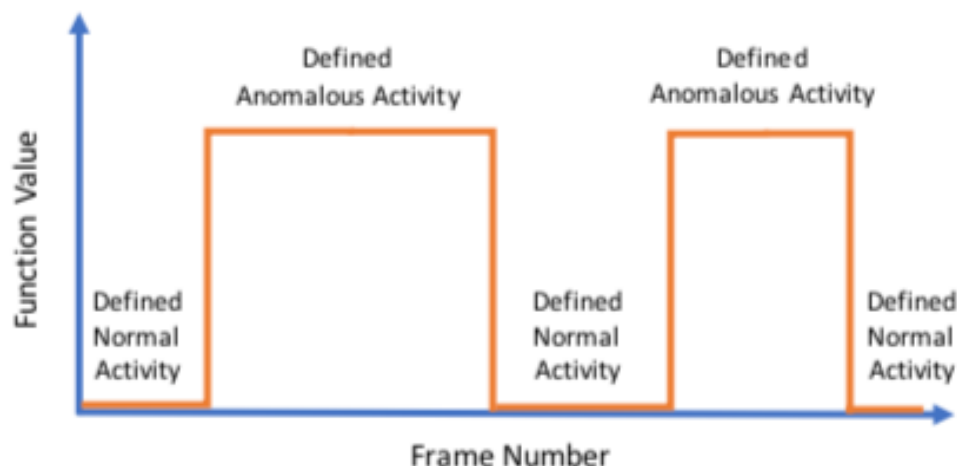 Defined
Anomalous Activity
Defined
Anomalous Activity
Function Value
Defined
Normal
Activity
Defined
Normal
Activity
Defined
Normal
Activity
Frame Number